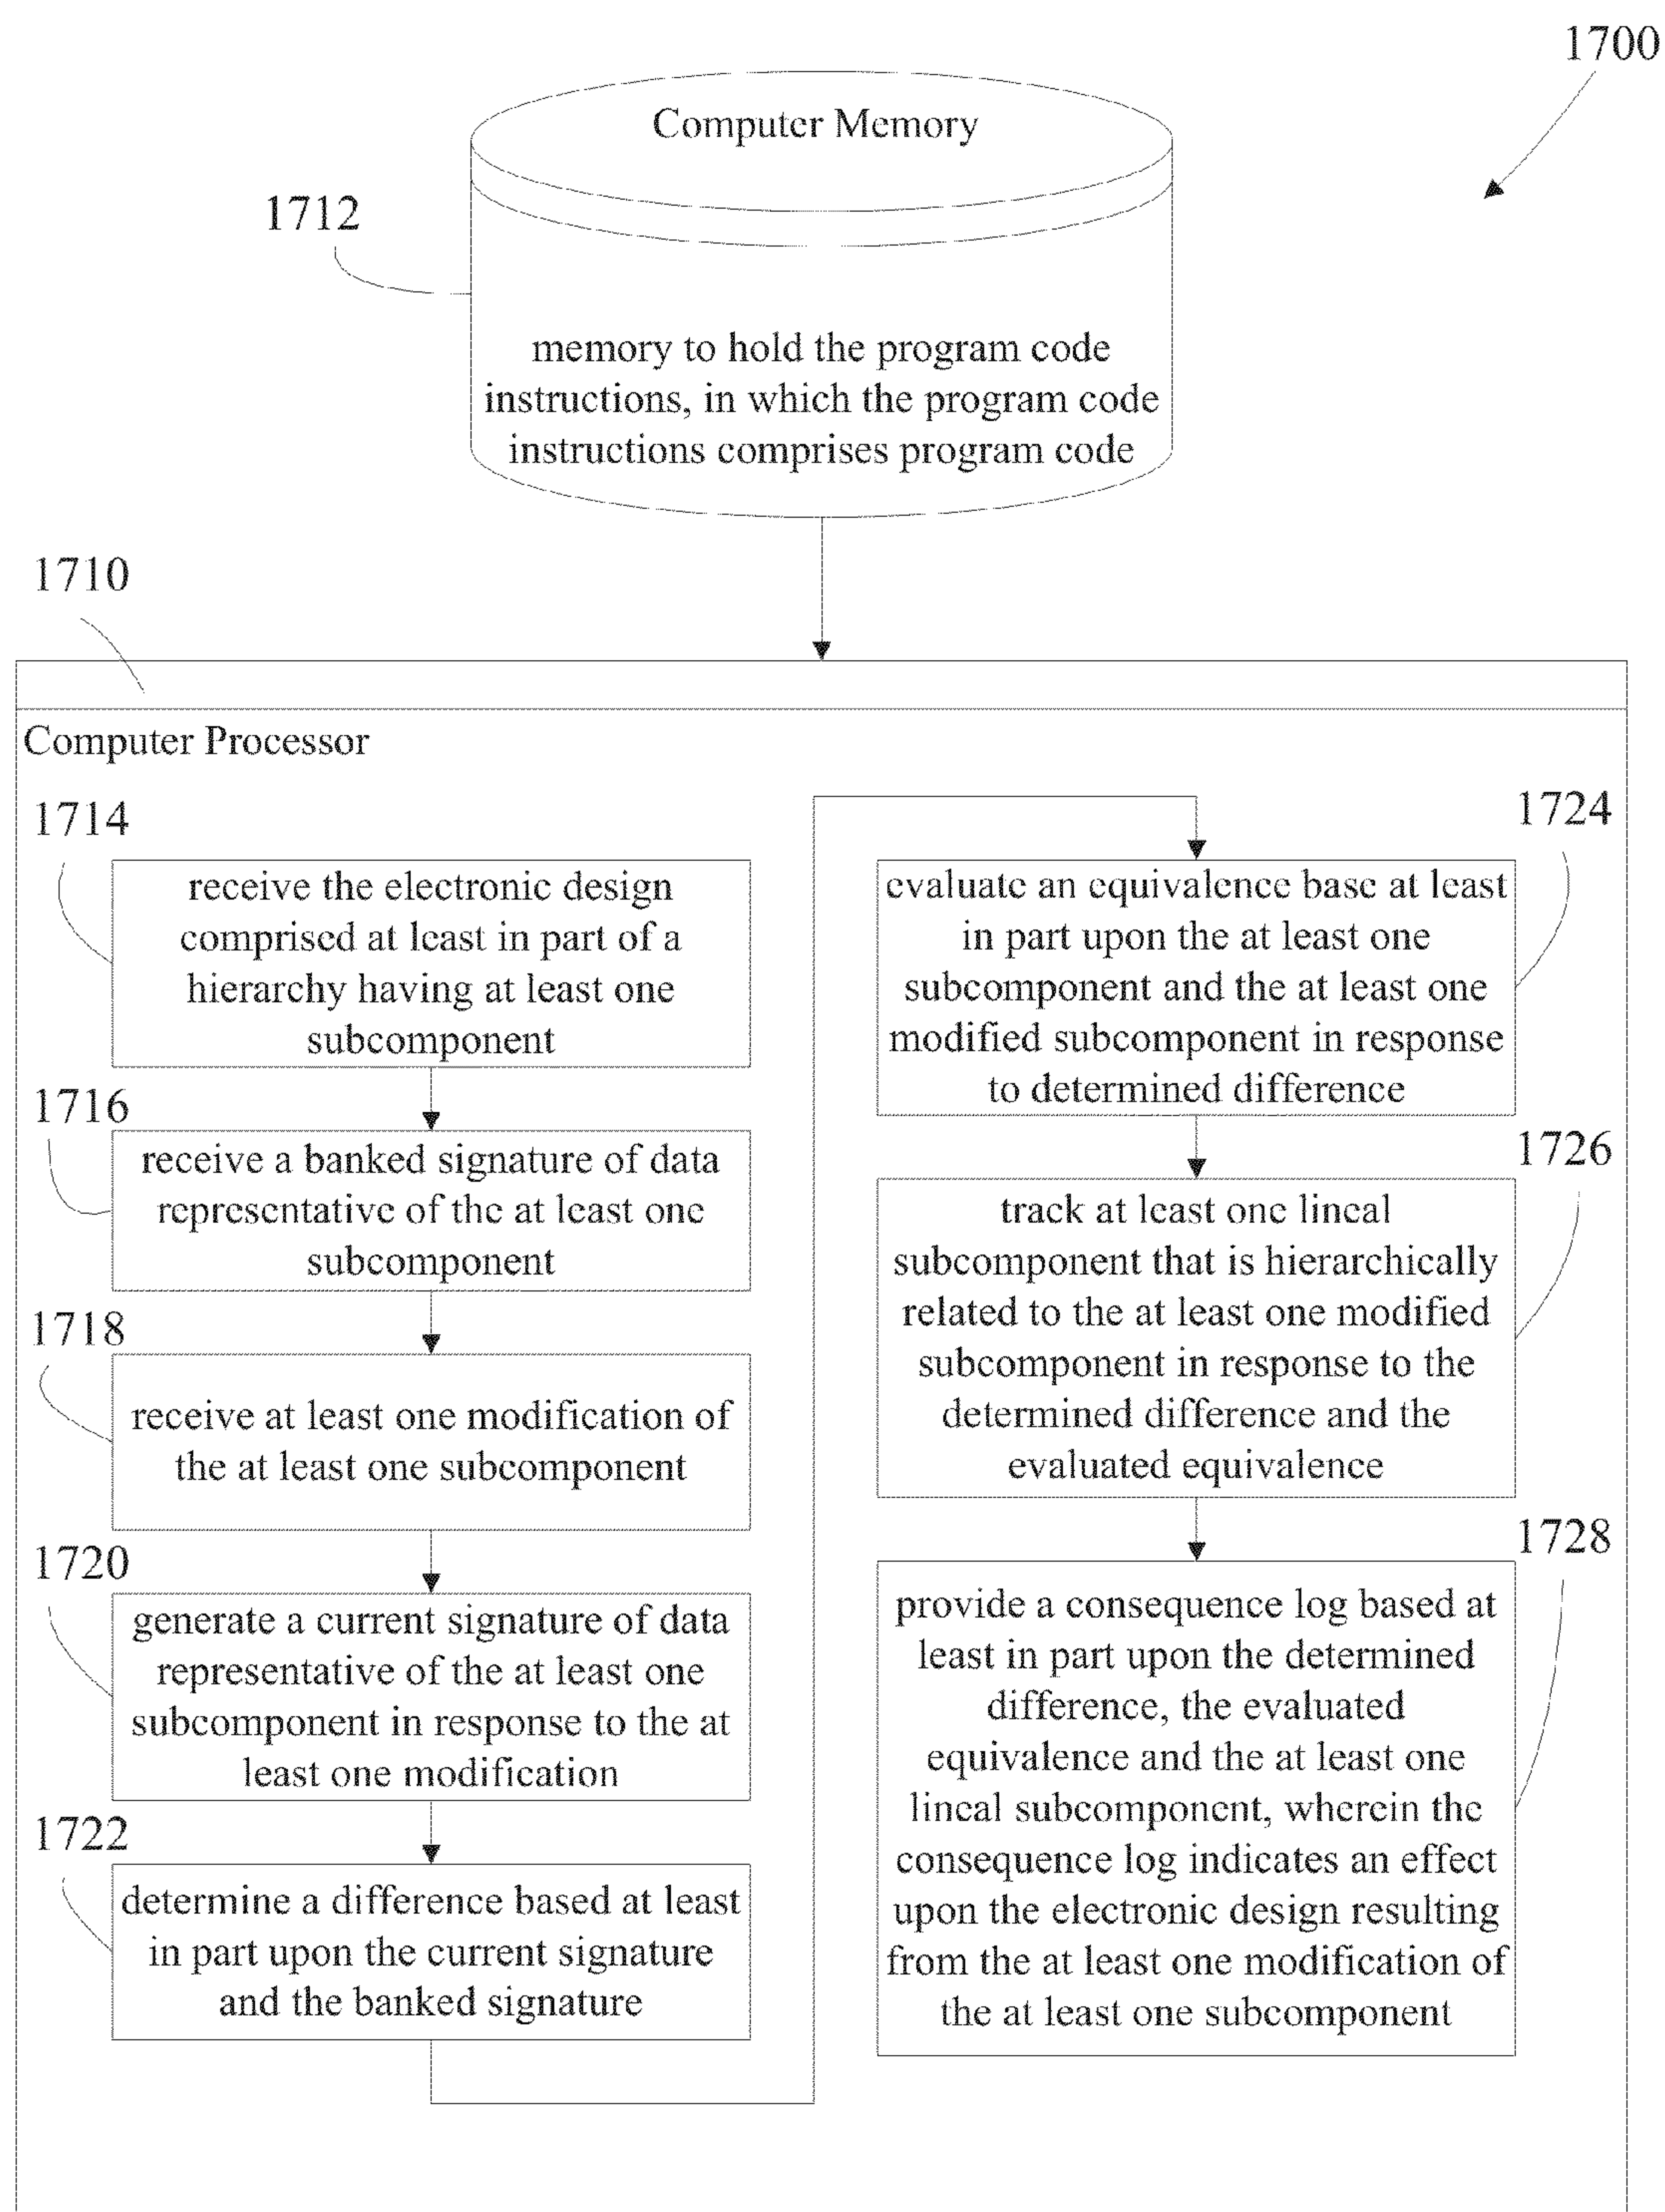 1700
Computer Memory
1712
memory to hold the program code
instructions, in which the program code
instructions comprises program code
1710
Computer Processor
1714
receive the electronic design
comprised at least in part of a
hierarchy having at least one
subcomponent
1716
receive a banked signature of data
representative of the at least one
subcomponent
1718
receive at least one modification of
the at least one subcomponent
1720
generate a current signature of data
representative of the at least one
subcomponent in response to the at
least one modification
1722
determine a difference based at least
in part upon the current signature
and the banked signature
1724
evaluate an equivalence base at least
in part upon the at least one
subcomponent and the at least one
modified subcomponent in response
to determined difference
1726
track at least one lineal
subcomponent that is hierarchically
related to the at least one modified
subcomponent in response to the
determined difference and the
evaluated equivalence
1728
provide a consequence log based at
least in part upon the determined
difference, the evaluated
equivalence and the at least one
lineal subcomponent, wherein the
consequence log indicates an effect
upon the electronic design resulting
from the at least one modification of
the at least one subcomponent